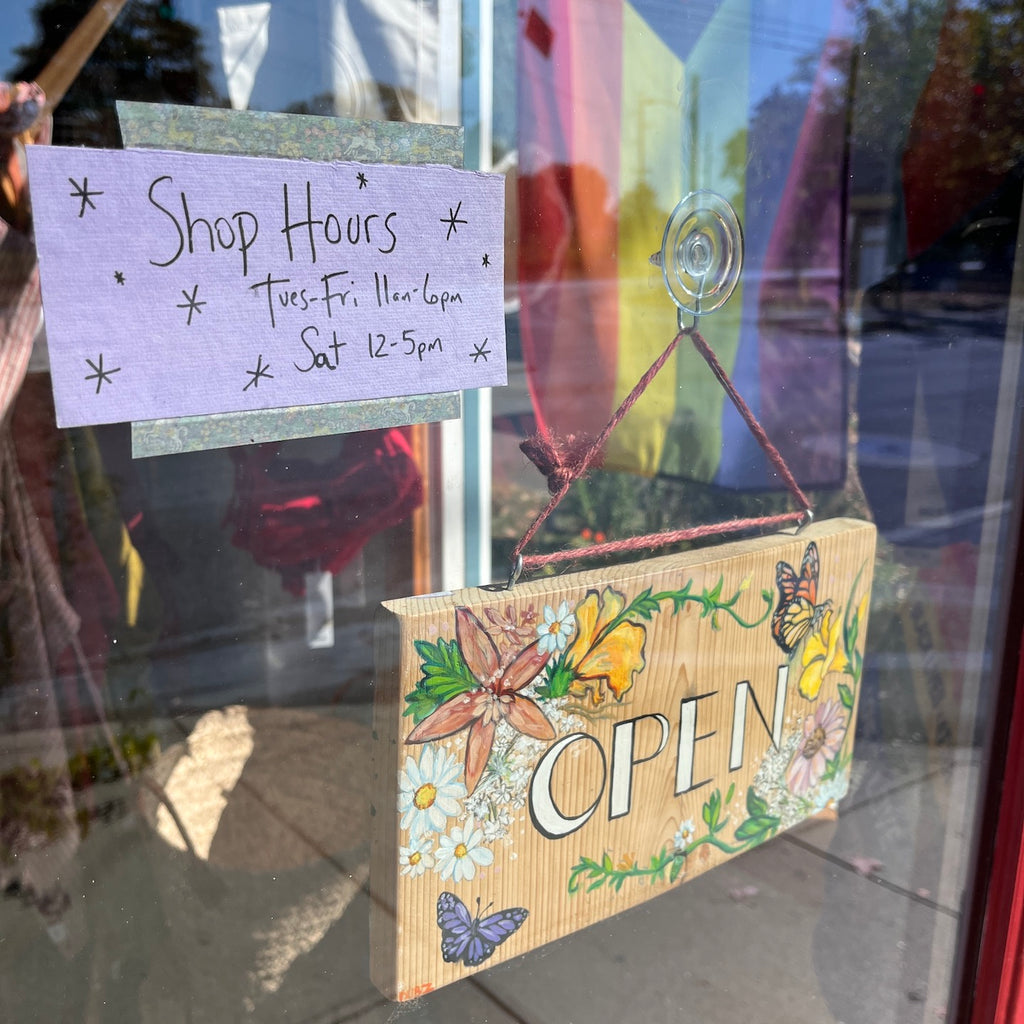 Shop Hours
Tues-Fri 11am-6pm
Sat 12-5pm
OPEN